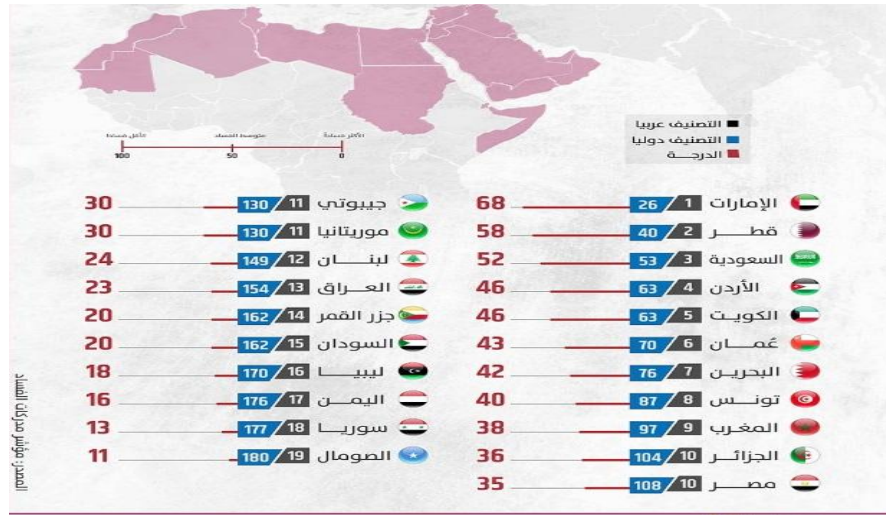 الأقل فسادا متوسط الفساد الأكثر فسادا
100 50 0
التصنيف عربيا
التصنيف دوليا
الدرجة
الإمارات 1 / 26 68
قطر 2 / 40 58
السعودية 3 / 53 52
الأردن 4 / 63 46
الكويت 5 / 63 46
عُمان 6 / 70 43
البحرين 7 / 76 42
تونس 8 / 87 40
المغرب 9 / 97 38
الجزائر 10 / 104 36
مصر 10 / 108 35
جيبوتي 11 / 130 30
موريتانيا 11 / 130 30
لبنان 12 / 149 24
العراق 13 / 154 23
جزر القمر 14 / 162 20
السودان 15 / 162 20
ليبيا 16 / 170 18
اليمن 17 / 176 16
سوريا 18 / 177 13
الصومال 19 / 180 11
المصدر: مؤشر مدركات الفساد